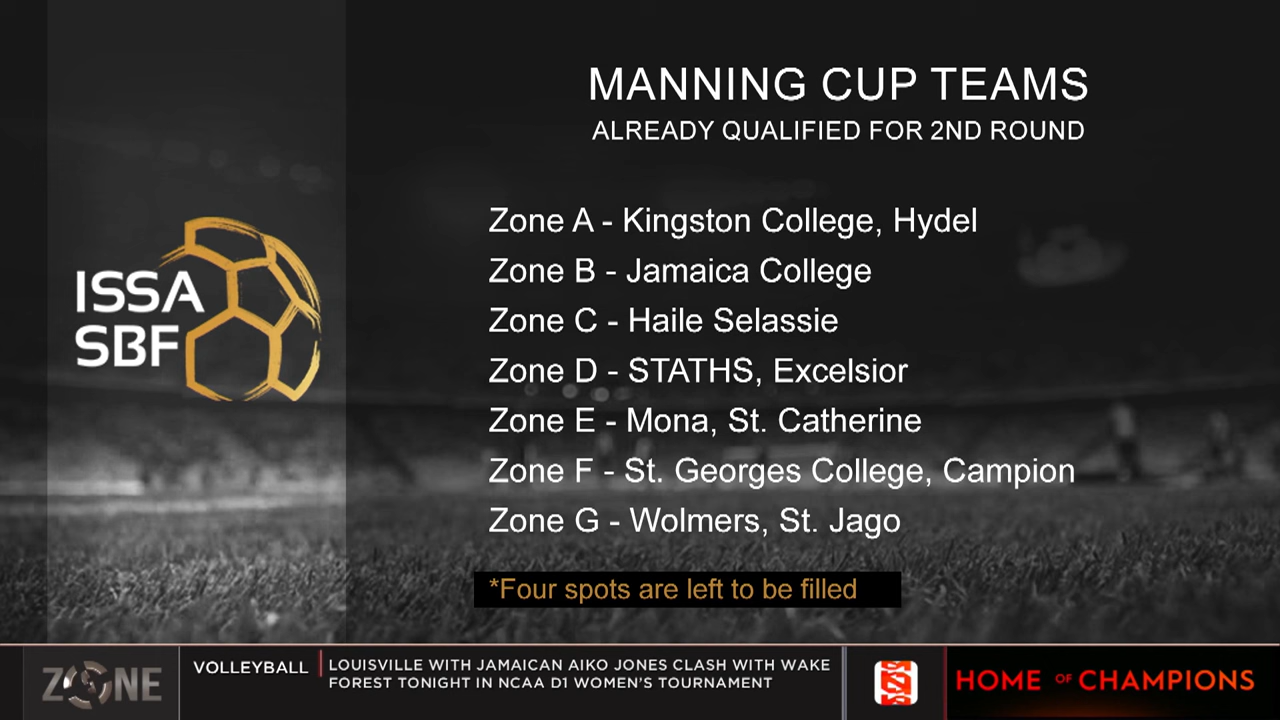 MANNING CUP TEAMS
ALREADY QUALIFIED FOR 2ND ROUND
ISSA
SBF
Zone A - Kingston College, Hydel
Zone B - Jamaica College
Zone C - Haile Selassie
Zone D - STATHS, Excelsior
Zone E - Mona, St. Catherine
Zone F - St. Georges College, Campion
Zone G - Wolmers, St. Jago
*Four spots are left to be filled
ZONE
VOLLEYBALL
LOUISVILLE WITH JAMAICAN AIKO JONES CLASH WITH WAKE
FOREST TONIGHT IN NCAA D1 WOMEN'S TOURNAMENT
HOME OF CHAMPIONS